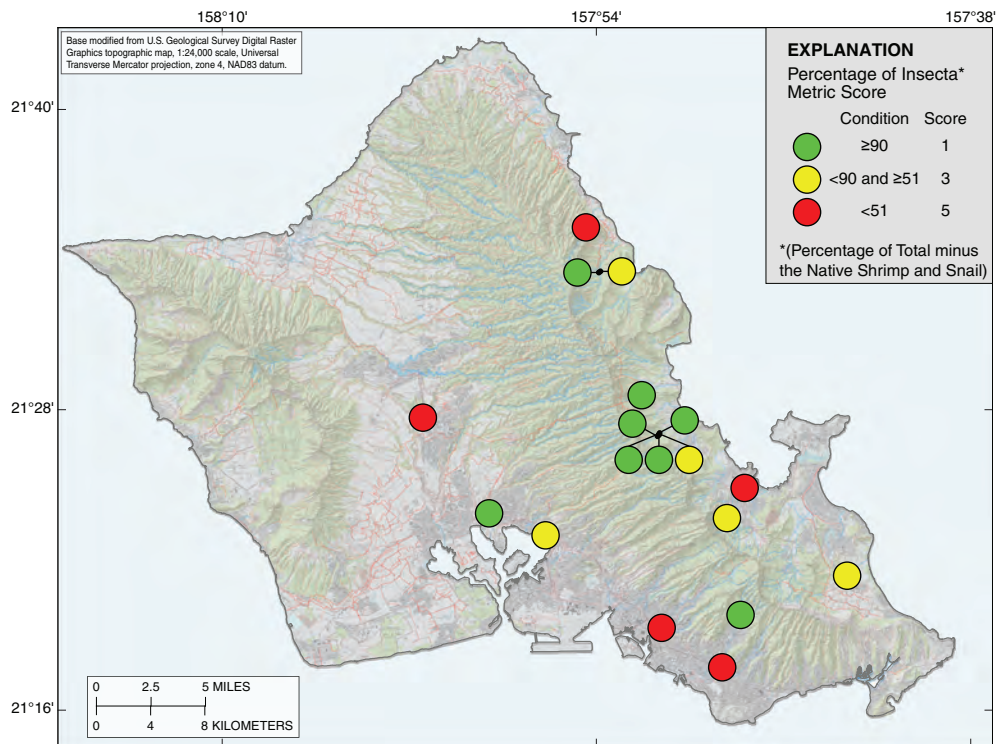 158°10' 157°54' 157°38'
Base modified from U.S. Geological Survey Digital Raster
Graphics topographic map, 1:24,000 scale, Universal
Transverse Mercator projection, zone 4, NAD83 datum.
EXPLANATION
Percentage of Insecta*
Metric Score
Condition Score
≥90 1
<90 and ≥51 3
<51 5
*(Percentage of Total minus
the Native Shrimp and Snail)
21°40'
21°28'
21°16'
0 2.5 5 MILES
0 4 8 KILOMETERS